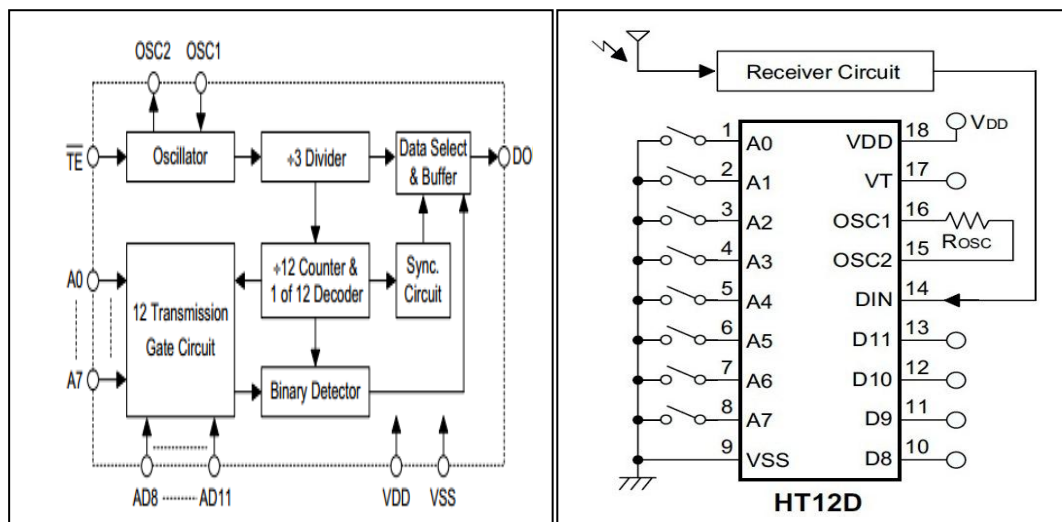 OSC2 OSC1
TE
Oscillator
÷3 Divider
Data Select
& Buffer
DO
A0
A7
12 Transmission
Gate Circuit
÷12 Counter &
1 of 12 Decoder
Sync.
Circuit
Binary Detector
AD8 AD11 VDD VSS
Receiver Circuit
1 A0 VDD 18 VDD
2 A1 VT 17
3 A2 OSC1 16
ROSC
4 A3 OSC2 15
5 A4 DIN 14
6 A5 D11 13
7 A6 D10 12
8 A7 D9 11
9 VSS D8 10
HT12D